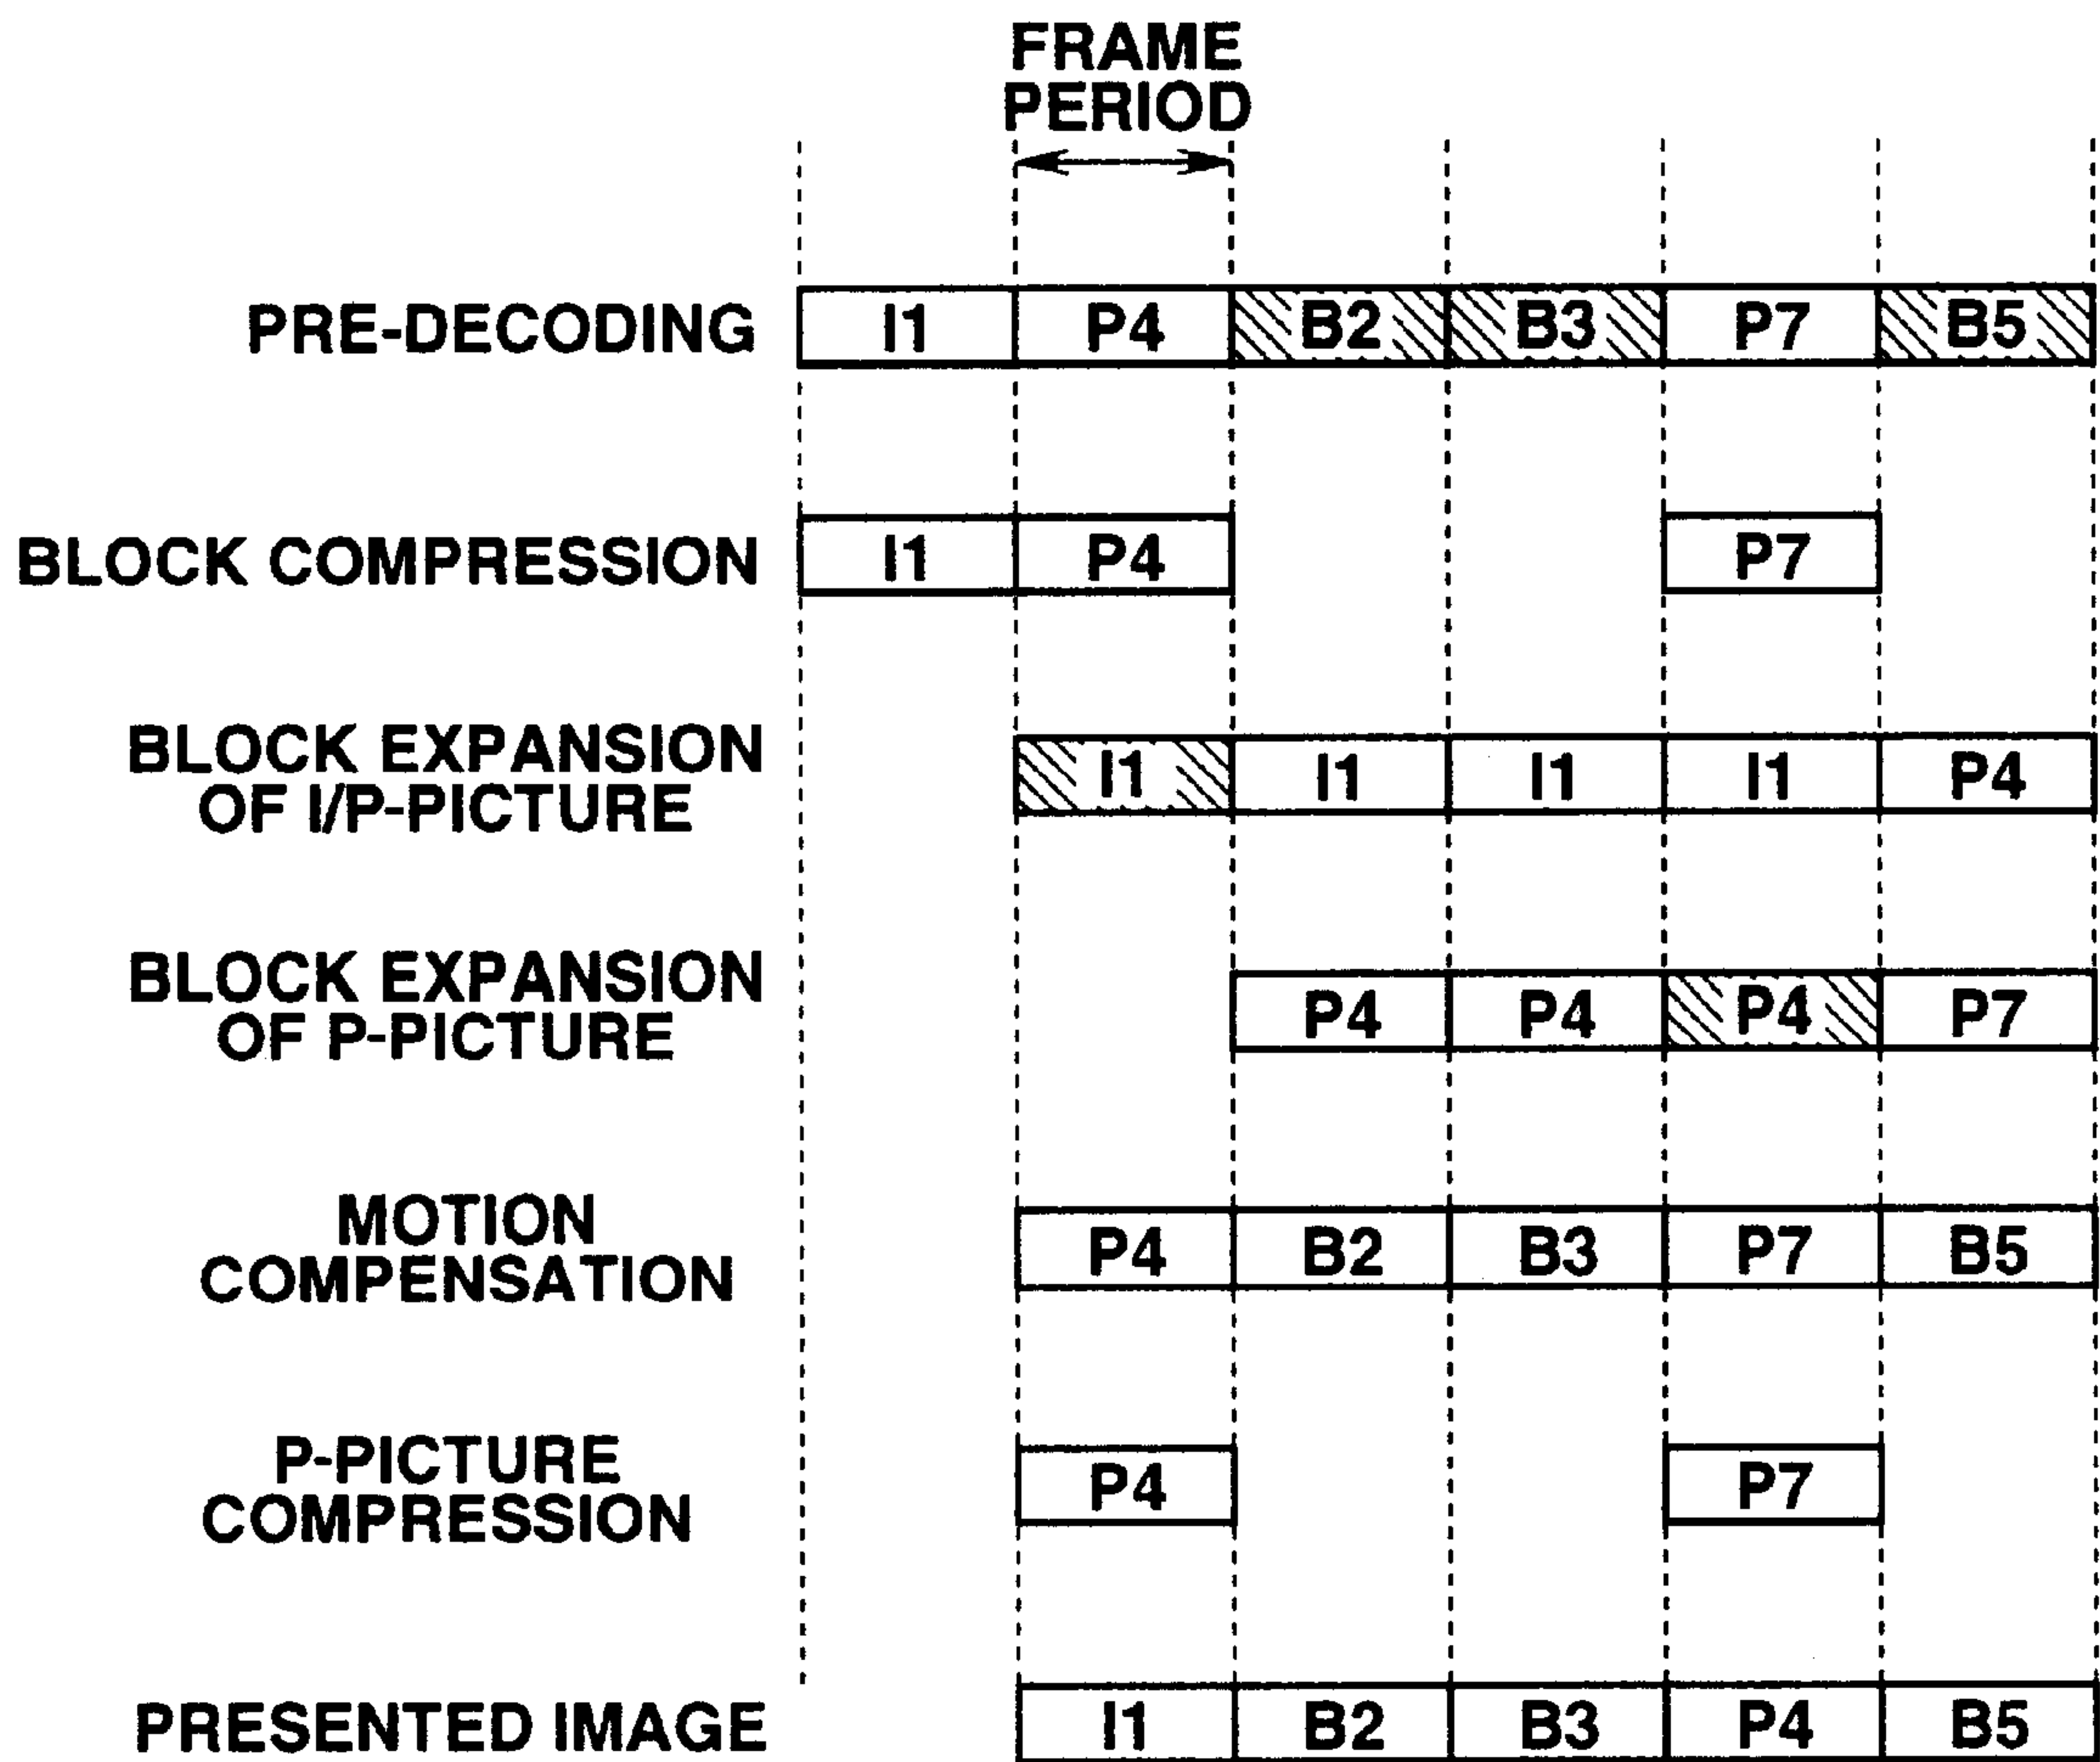 FRAME
PERIOD
PRE-DECODING I1 P4 B2 B3 P7 B5
BLOCK COMPRESSION I1 P4 P7
BLOCK EXPANSION
OF I/P-PICTURE I1 I1 I1 I1 P4
BLOCK EXPANSION
OF P-PICTURE P4 P4 P4 P7
MOTION
COMPENSATION P4 B2 B3 P7 B5
P-PICTURE
COMPRESSION P4 P7
PRESENTED IMAGE I1 B2 B3 P4 B5